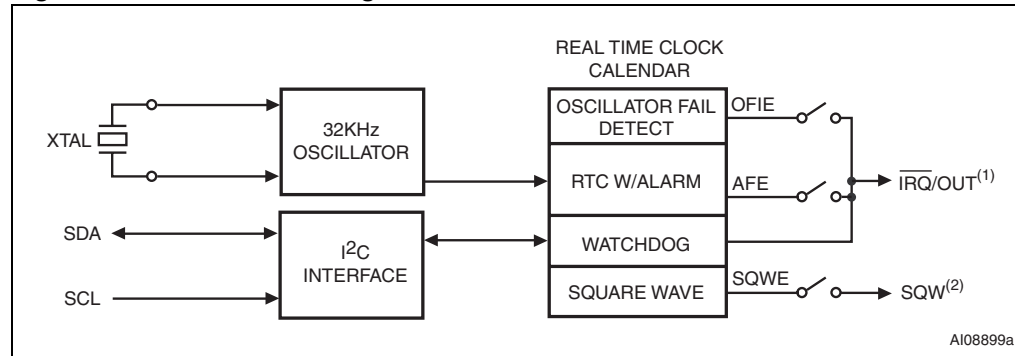 REAL TIME CLOCK
CALENDAR
XTAL
32KHz
OSCILLATOR
OSCILLATOR FAIL
DETECT
OFIE
RTC W/ALARM
AFE
IRQ/OUT(1)
SDA
SCL
I2C
INTERFACE
WATCHDOG
SQUARE WAVE
SQWE
SQW(2)
AI08899a